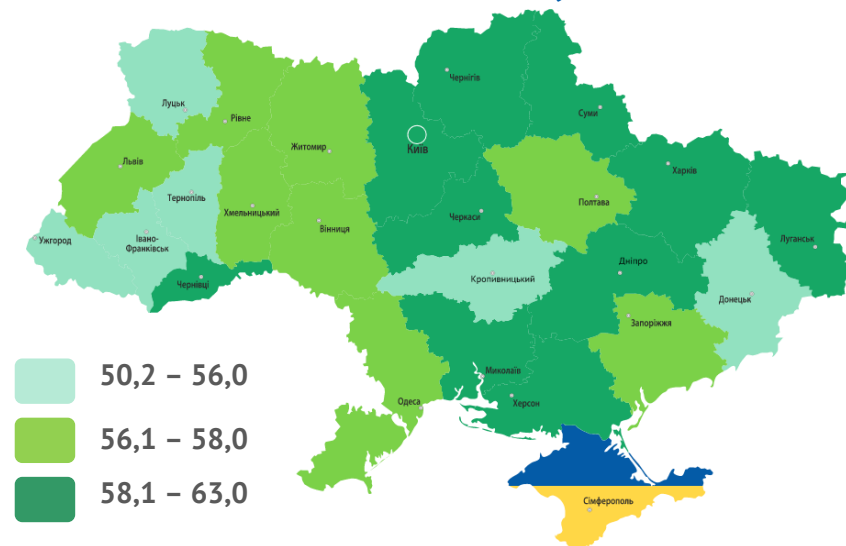 Чернігів
Луцьк
Суми
Рівне
Житомир
Київ
Львів
Харків
Тернопіль
Полтава
Хмельницький
Черкаси
Вінниця
Ужгород
Івано-
Франківськ
Луганськ
Дніпро
Чернівці
Кропивницький
Донецьк
Запоріжжя
Миколаїв
Одеса
Херсон
Сімферополь
50,2 – 56,0
56,1 – 58,0
58,1 – 63,0